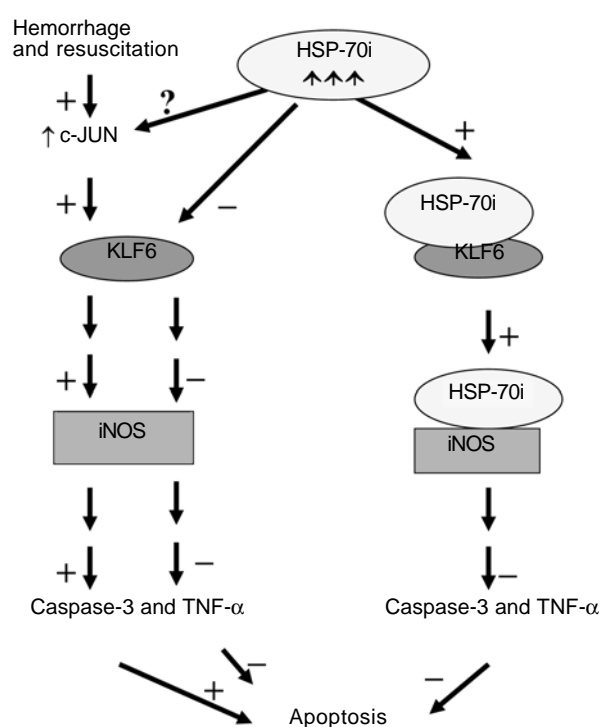 Hemorrhage
and resuscitation
HSP-70i
↑↑↑
+
?
↑ c-JUN
+
+
−
HSP-70i
KLF6
KLF6
+
+
−
HSP-70i
iNOS
iNOS
+
−
−
Caspase-3 and TNF-α
Caspase-3 and TNF-α
−
+
−
Apoptosis